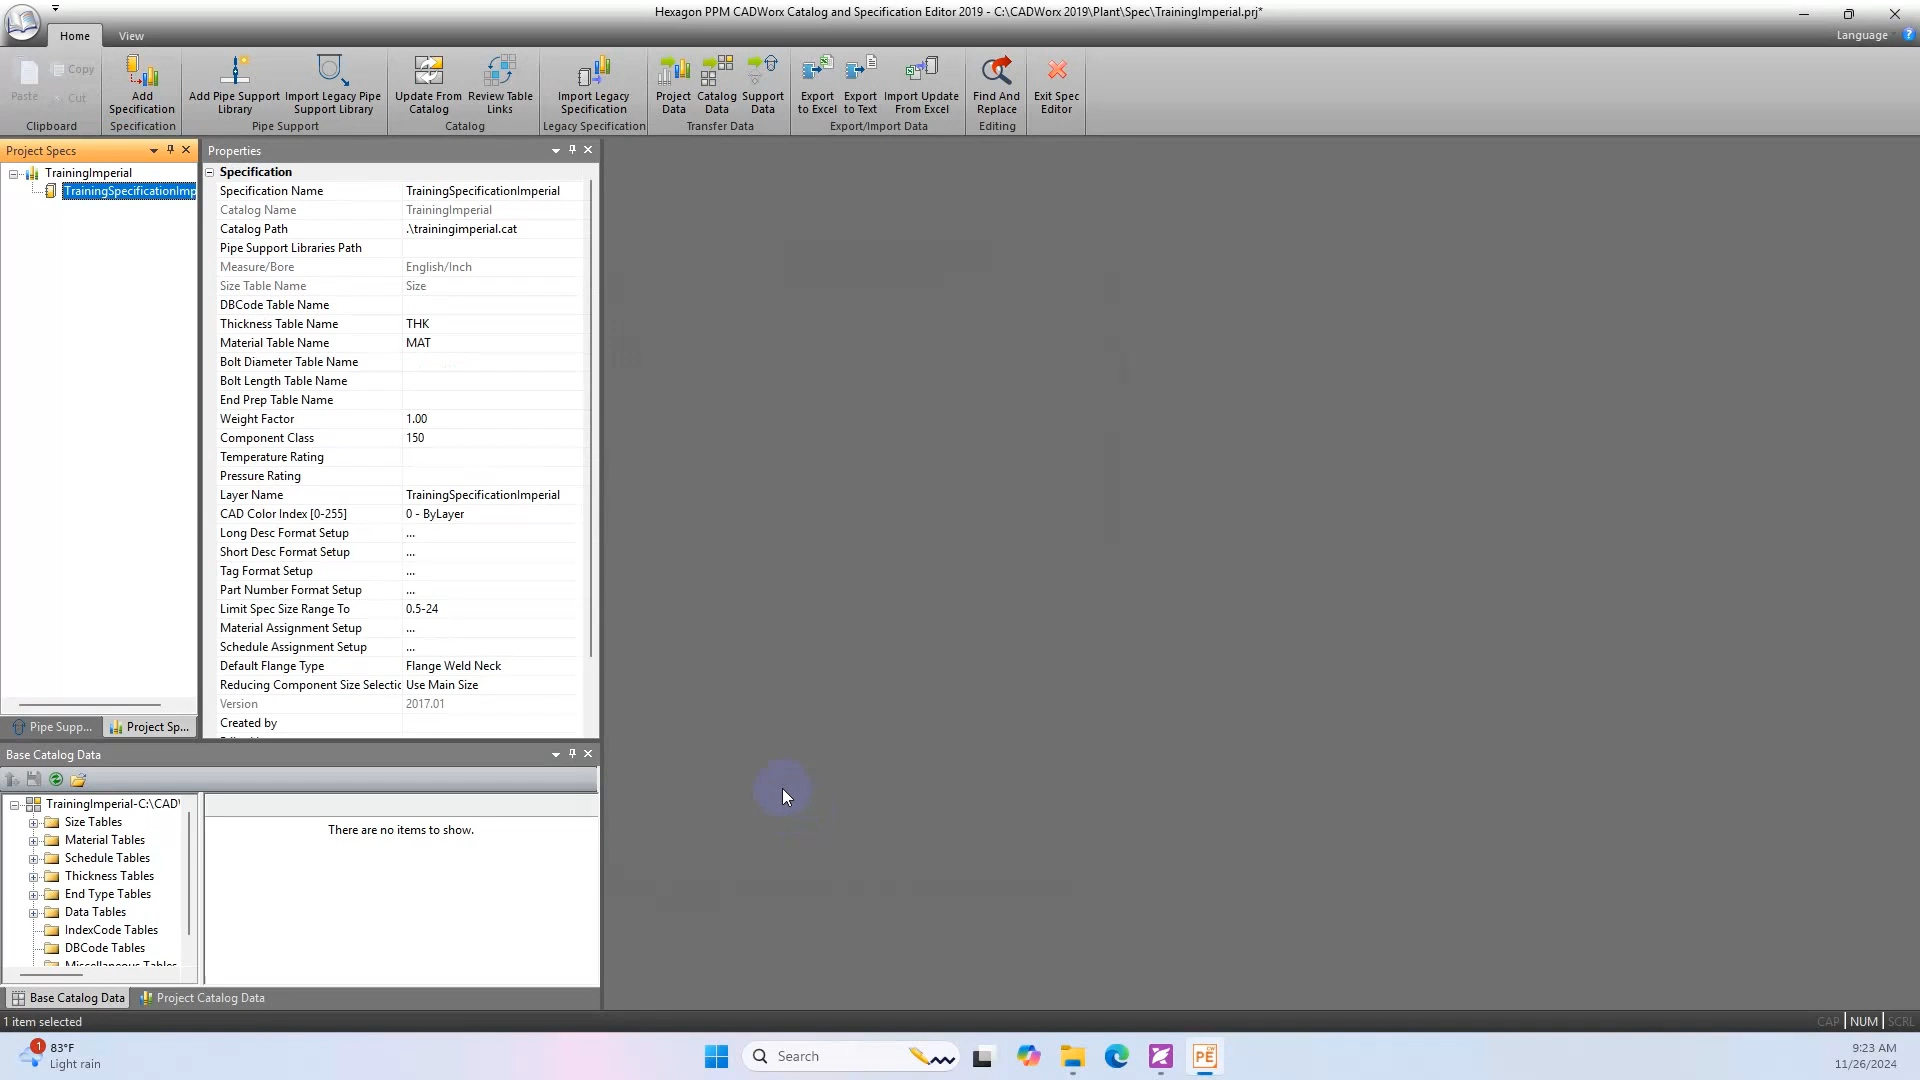 Hexagon PPM CADWorx Catalog and Specification Editor 2019 - C:\CADWorx 2019\Plant\Spec\TrainingImperial.prj*
Home
View
Language
Paste
Copy
Cut
Clipboard
Add Specification
Specification
Add Pipe Support Library
Import Legacy Pipe Support Library
Pipe Support
Update From Catalog
Review Table Links
Catalog
Import Legacy Specification
Legacy Specification
Project Data
Catalog Data
Support Data
Transfer Data
Export to Excel
Export to Text
Import Update From Excel
Export/Import Data
Find And Replace
Editing
Exit Spec Editor
Project Specs
TrainingImperial
TrainingSpecificationImp
Pipe Supp...
Project Sp...
Properties
Specification
Specification Name TrainingSpecificationImperial
Catalog Name TrainingImperial
Catalog Path .\trainingimperial.cat
Pipe Support Libraries Path
Measure/Bore English/Inch
Size Table Name Size
DBCode Table Name
Thickness Table Name THK
Material Table Name MAT
Bolt Diameter Table Name
Bolt Length Table Name
End Prep Table Name
Weight Factor 1.00
Component Class 150
Temperature Rating
Pressure Rating
Layer Name TrainingSpecificationImperial
CAD Color Index [0-255] 0 - ByLayer
Long Desc Format Setup ...
Short Desc Format Setup ...
Tag Format Setup ...
Part Number Format Setup ...
Limit Spec Size Range To 0.5-24
Material Assignment Setup ...
Schedule Assignment Setup ...
Default Flange Type Flange Weld Neck
Reducing Component Size Selectic Use Main Size
Version 2017.01
Created by
Base Catalog Data
TrainingImperial-C:\CAD\
Size Tables
Material Tables
Schedule Tables
Thickness Tables
End Type Tables
Data Tables
IndexCode Tables
DBCode Tables
Miscellaneous Tables
There are no items to show.
Base Catalog Data
Project Catalog Data
1 item selected
CAP NUM SCRL
1
83°F
Light rain
Search
CW
PE
9:23 AM
11/26/2024